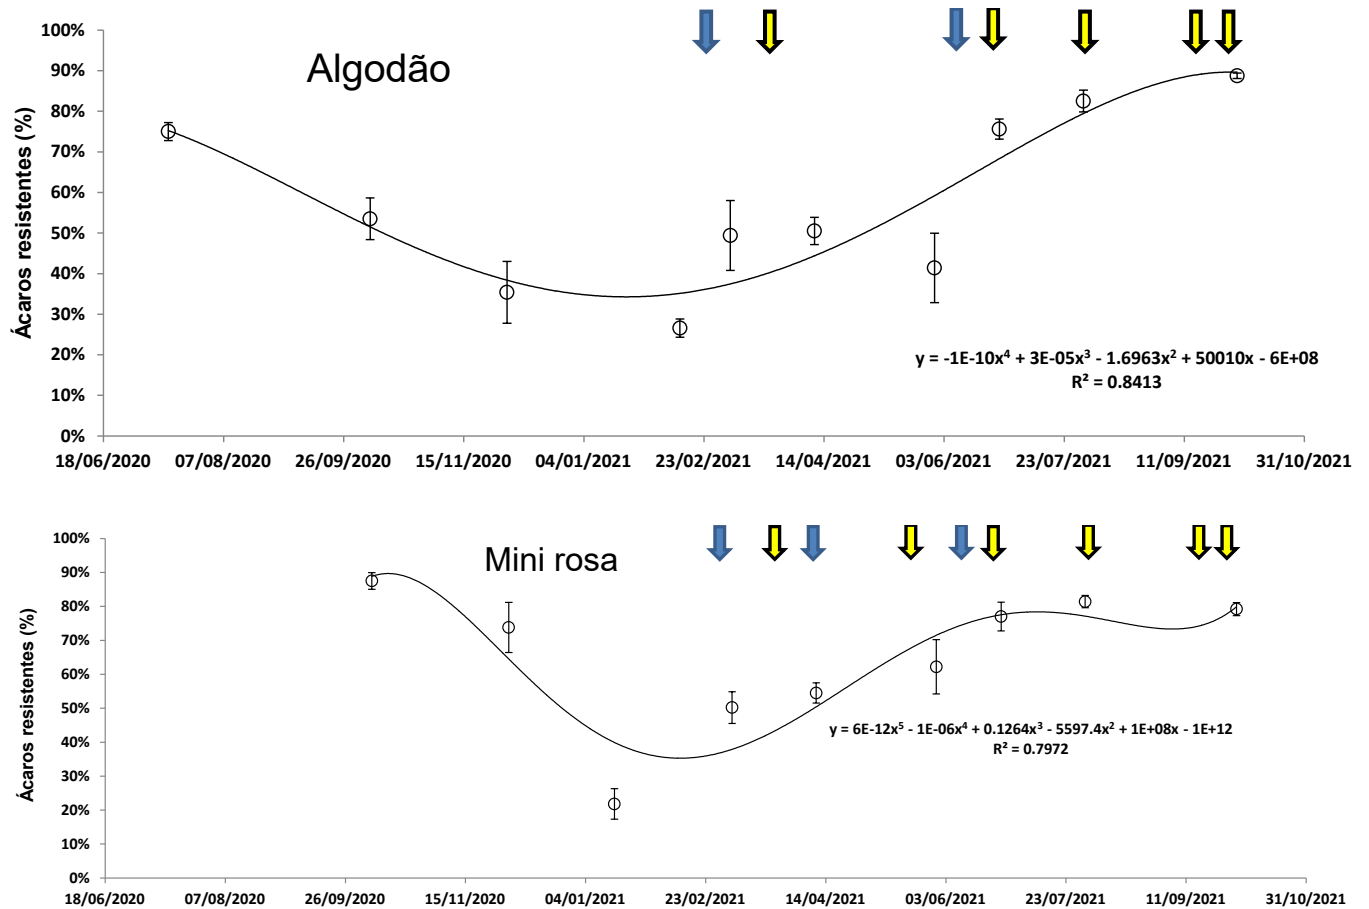 Algodão
Ácaros resistentes (%)
100%
90%
80%
70%
60%
50%
40%
30%
20%
10%
0%
y = -1E-10x⁴ + 3E-05x³ - 1.6963x² + 50010x - 6E+08
R² = 0.8413
18/06/2020 07/08/2020 26/09/2020 15/11/2020 04/01/2021 23/02/2021 14/04/2021 03/06/2021 23/07/2021 11/09/2021 31/10/2021
Mini rosa
Ácaros resistentes (%)
100%
90%
80%
70%
60%
50%
40%
30%
20%
10%
0%
y = 6E-12x⁵ - 1E-06x⁴ + 0.1264x³ - 5597.4x² + 1E+08x - 1E+12
R² = 0.7972
18/06/2020 07/08/2020 26/09/2020 15/11/2020 04/01/2021 23/02/2021 14/04/2021 03/06/2021 23/07/2021 11/09/2021 31/10/2021